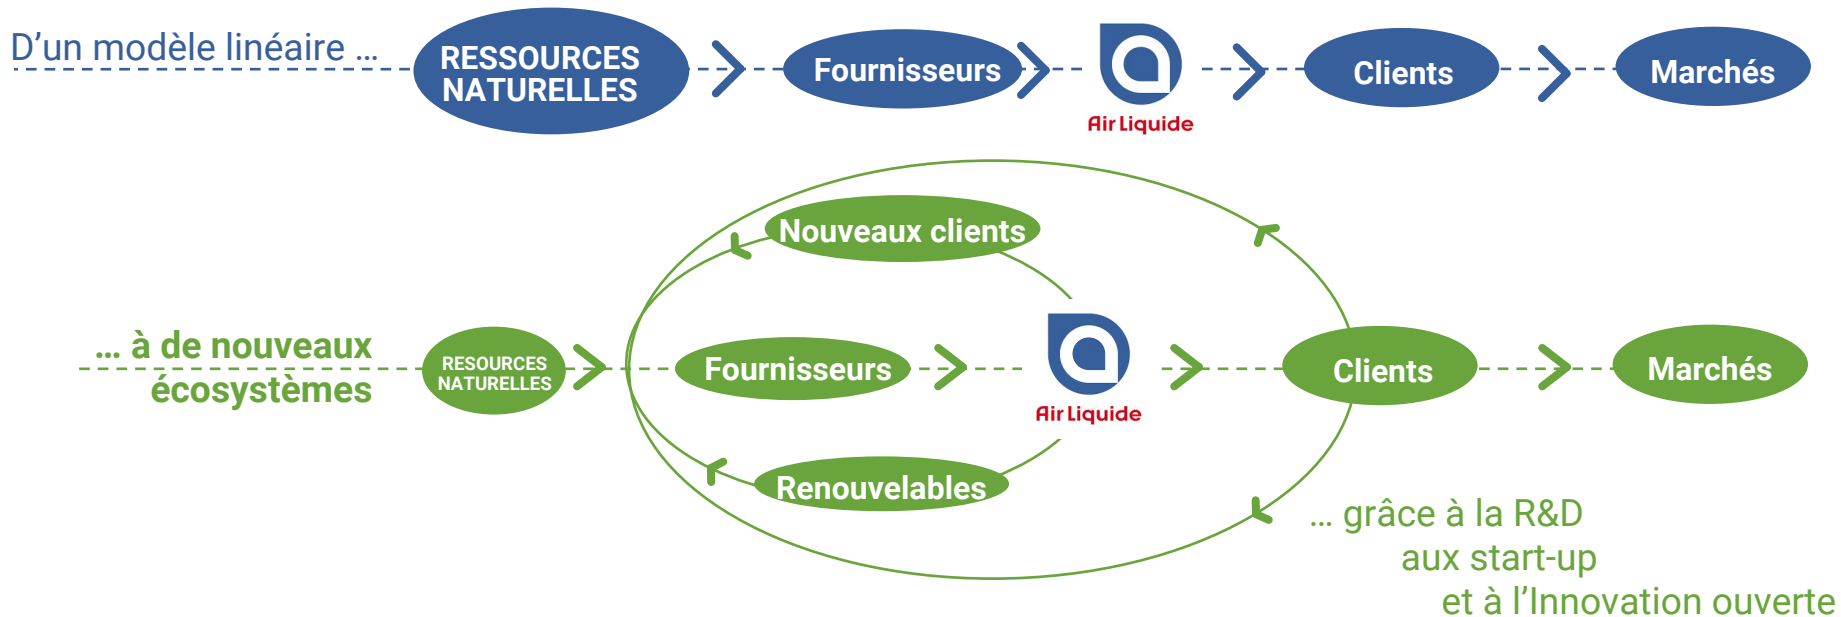 D’un modèle linéaire ...
RESSOURCES
NATURELLES
Fournisseurs
Air Liquide
Clients
Marchés
Nouveaux clients
... à de nouveaux
écosystèmes
RESOURCES
NATURELLES
Fournisseurs
Air Liquide
Clients
Marchés
Renouvelables
... grâce à la R&D
aux start-up
et à l’Innovation ouverte